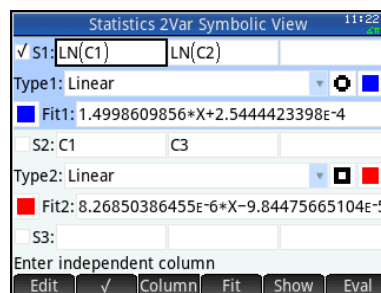 Statistics 2Var Symbolic View 11:22
√ S1: LN(C1) LN(C2)
Type1: Linear
Fit1: 1.4998609856*X+2.5444423398E-4
S2: C1 C3
Type2: Linear
Fit2: 8.26850386455E-6*X-9.84475665104E-5
S3:
Enter independent column
Edit √ Column Fit Show Eval